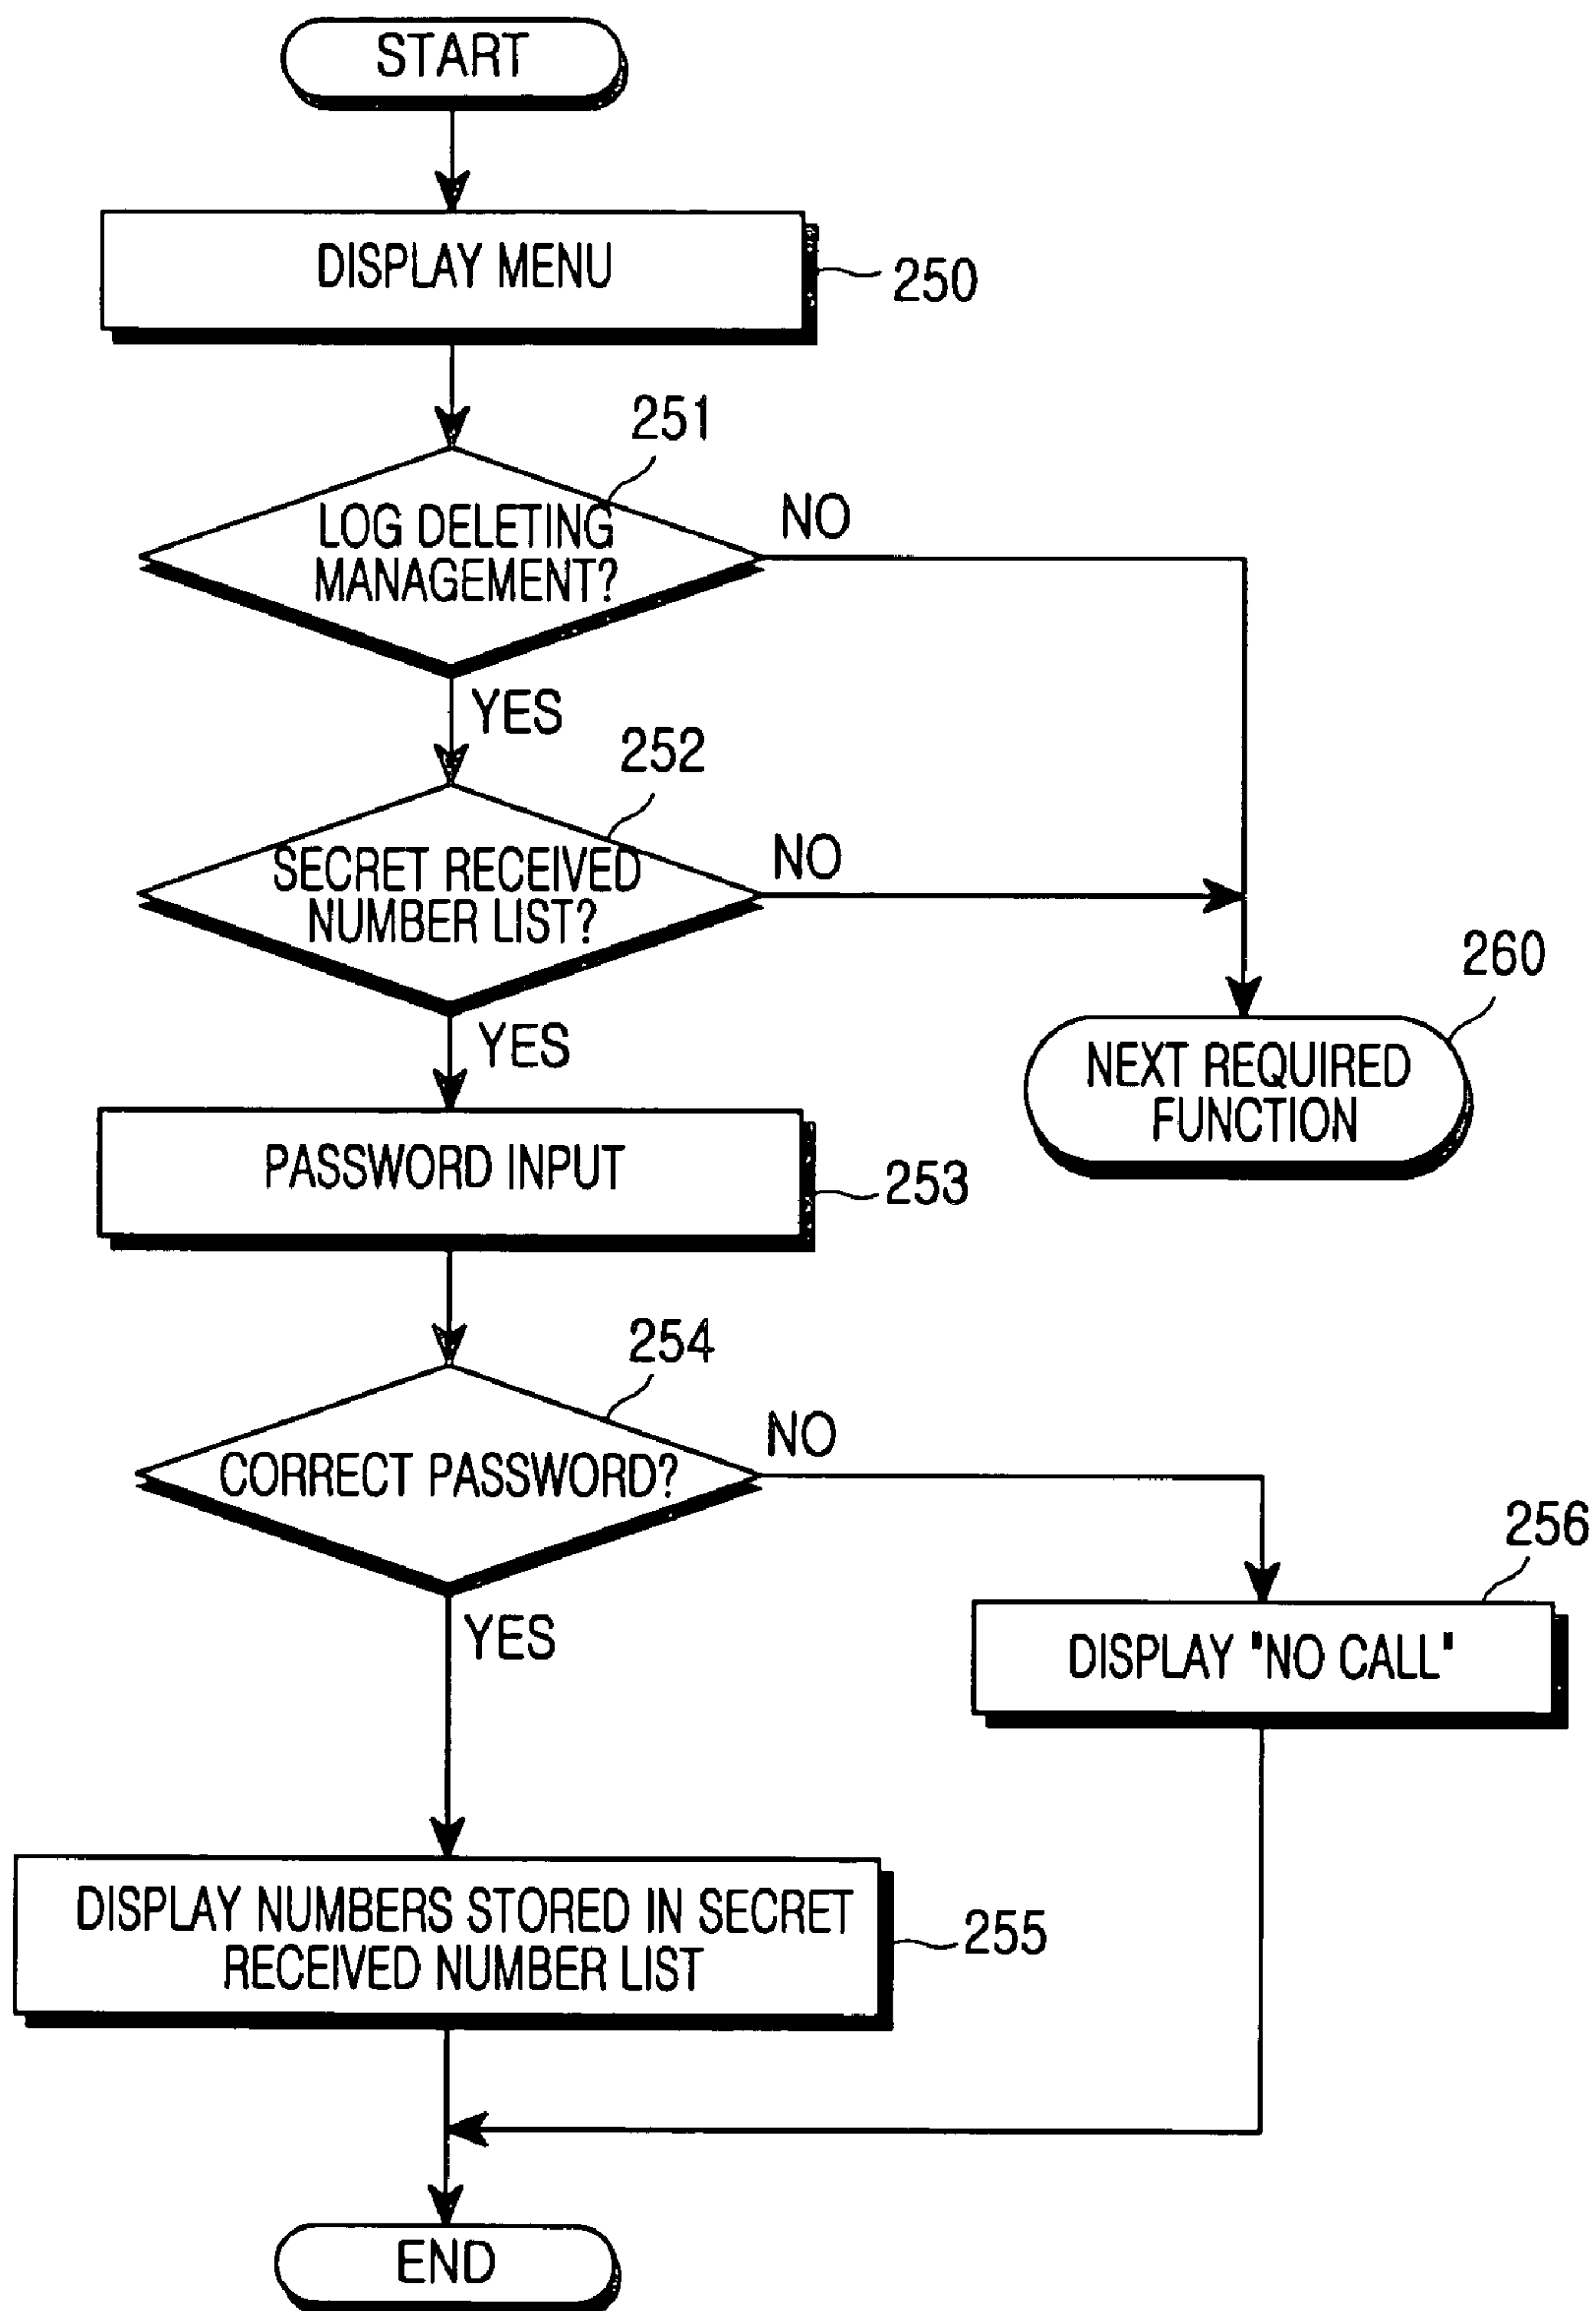 START
DISPLAY MENU
250
251
LOG DELETING
MANAGEMENT?
NO
YES
252
SECRET RECEIVED
NUMBER LIST?
NO
YES
260
NEXT REQUIRED
FUNCTION
PASSWORD INPUT
253
254
CORRECT PASSWORD?
NO
YES
256
DISPLAY "NO CALL"
DISPLAY NUMBERS STORED IN SECRET
RECEIVED NUMBER LIST
255
END